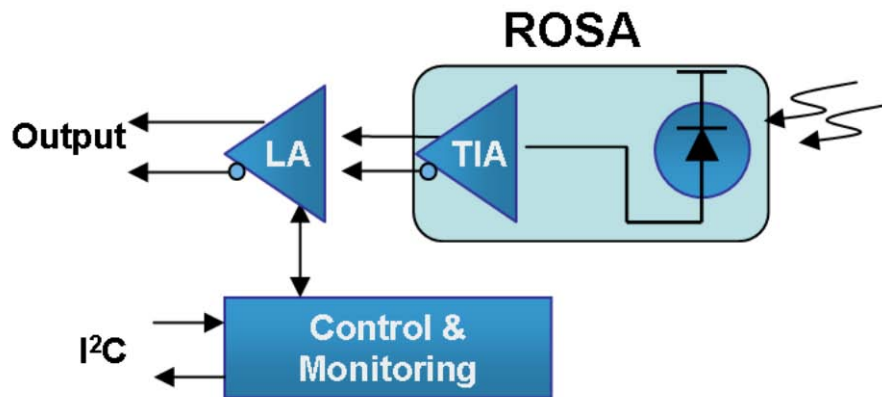 ROSA
Output
LA
TIA
I²C
Control &
Monitoring